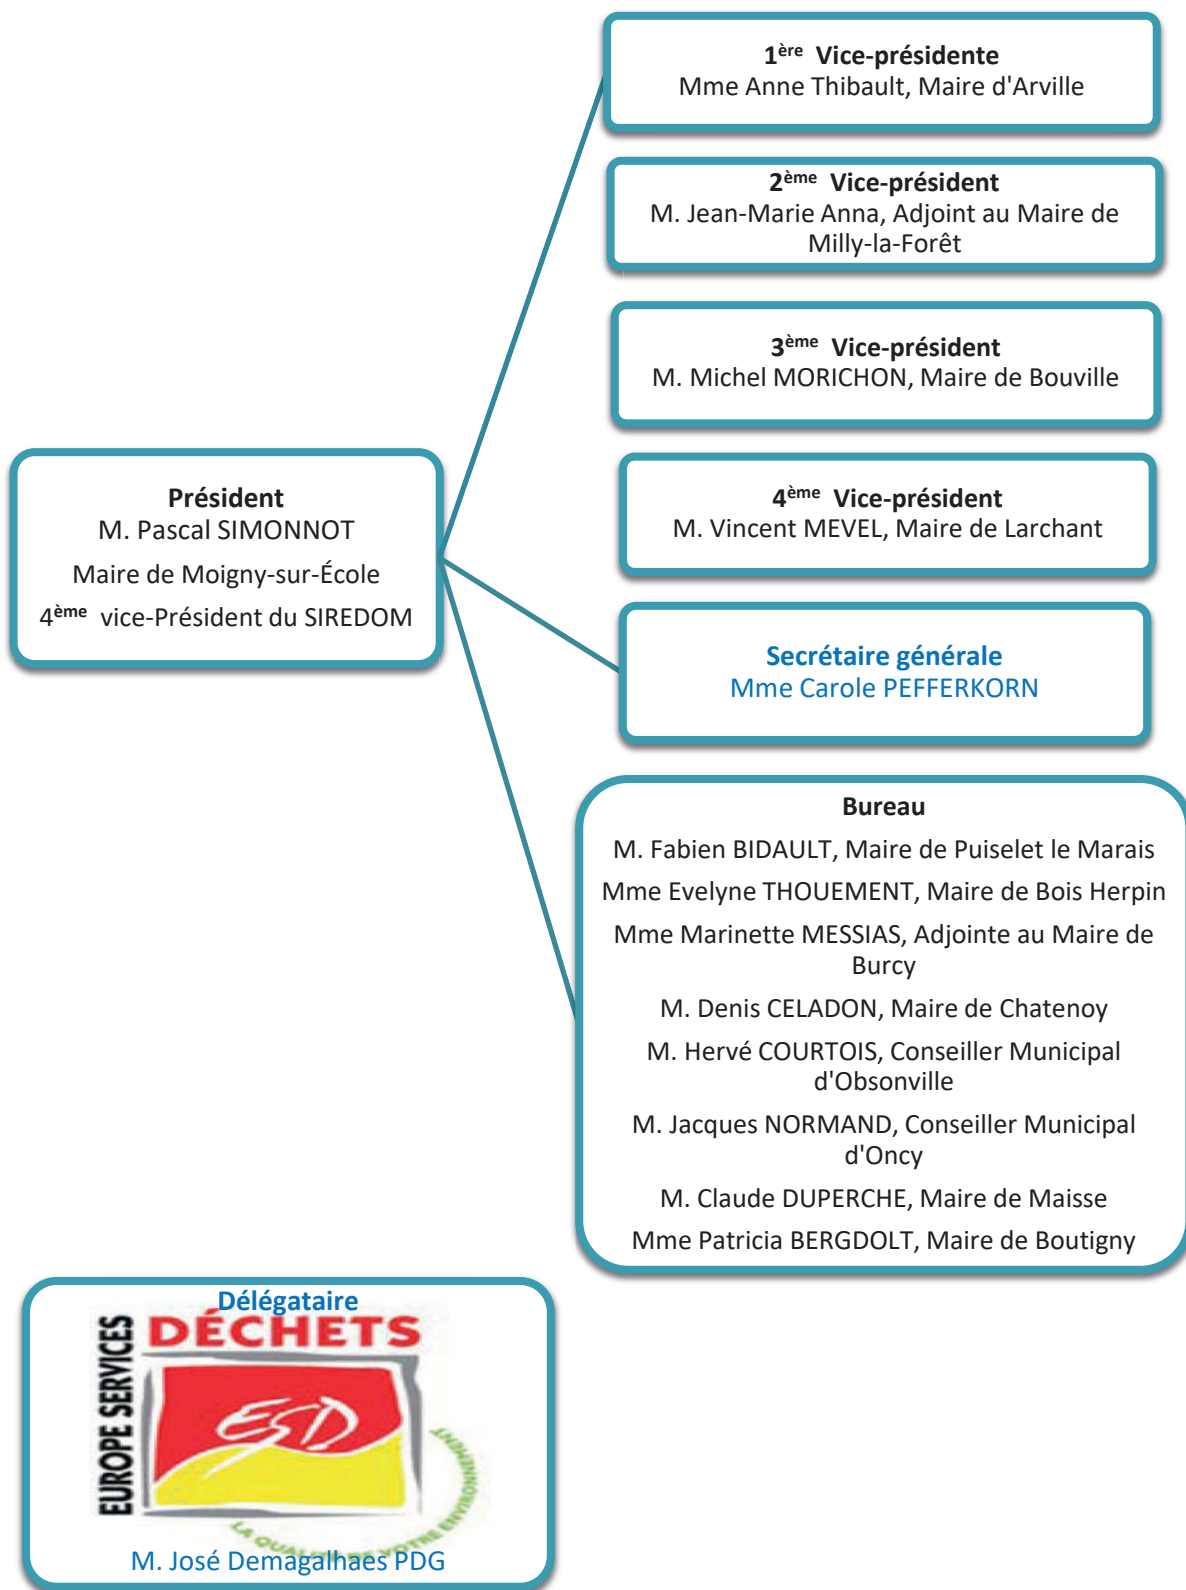 1ère Vice-présidente
Mme Anne Thibault, Maire d'Arville
2ème Vice-président
M. Jean-Marie Anna, Adjoint au Maire de
Milly-la-Forêt
3ème Vice-président
M. Michel MORICHON, Maire de Bouville
4ème Vice-président
M. Vincent MEVEL, Maire de Larchant
Président
M. Pascal SIMONNOT
Maire de Moigny-sur-École
4ème vice-Président du SIREDOM
Secrétaire générale
Mme Carole PEFFERKORN
Bureau
M. Fabien BIDAULT, Maire de Puiselet le Marais
Mme Evelyne THOUEMENT, Maire de Bois Herpin
Mme Marinette MESSIAS, Adjointe au Maire de
Burcy
M. Denis CELADON, Maire de Chatenoy
M. Hervé COURTOIS, Conseiller Municipal
d'Obsonville
M. Jacques NORMAND, Conseiller Municipal
d'Oncy
M. Claude DUPERCHE, Maire de Maisse
Mme Patricia BERGDOLT, Maire de Boutigny
Délégataire
EUROPE SERVICES
DÉCHETS
ESD
LA QUALITÉ DE VOTRE ENVIRONNEMENT
M. José Demagalhaes PDG